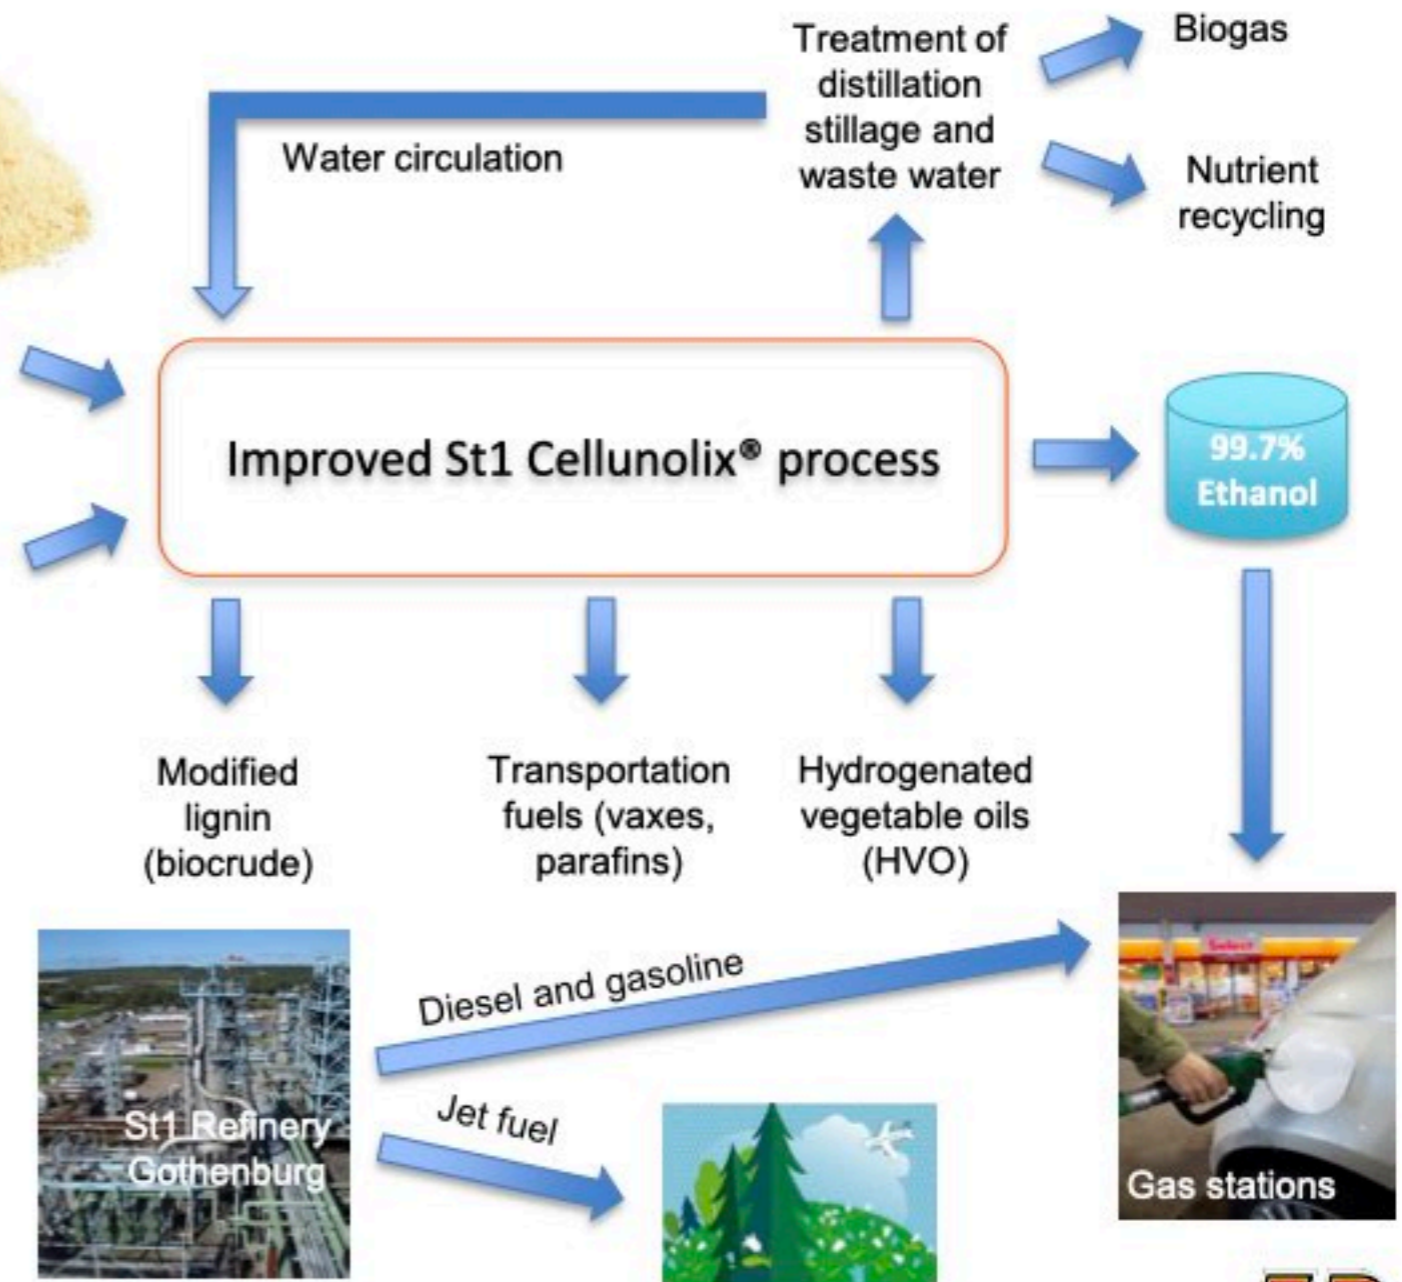 Treatment of
distillation
stillage and
waste water
Biogas
Nutrient
recycling
Water circulation
Improved St1 Cellunolix® process
99.7%
Ethanol
Modified
lignin
(biocrude)
Transportation
fuels (vaxes,
parafins)
Hydrogenated
vegetable oils
(HVO)
Diesel and gasoline
Jet fuel
St1 Refinery
Gothenburg
Select
Gas stations